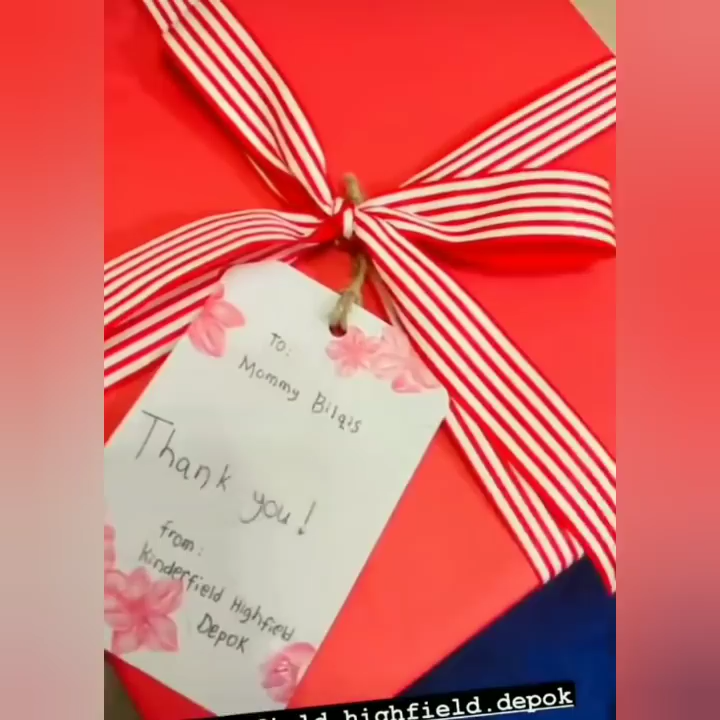 To:
Mommy Bilqis
Thank you!
from:
Kinderfield Highfield
Depok
highfield.depok